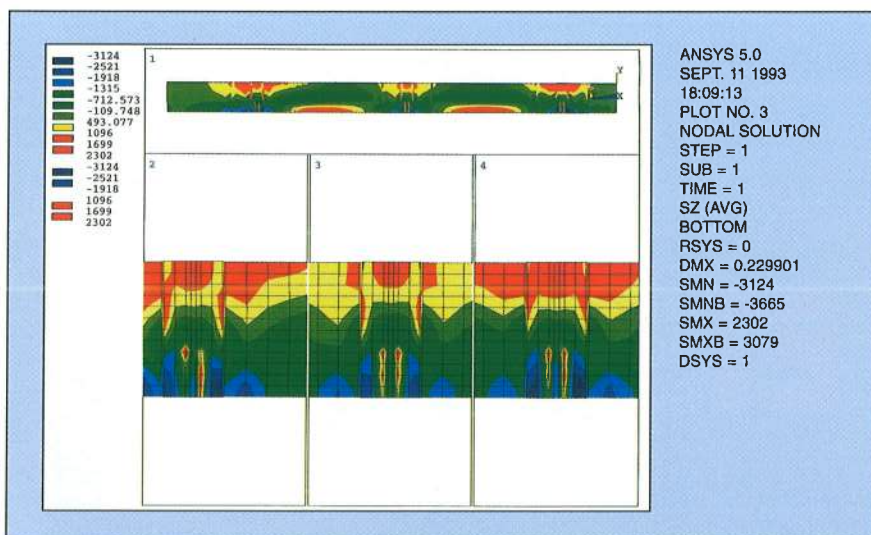 -3124
-2521
-1918
-1315
-712.573
-109.748
493.077
1096
1699
2302
-3124
-2521
-1918
1096
1699
2302
1
Y
X
2
3
4
ANSYS 5.0
SEPT. 11 1993
18:09:13
PLOT NO. 3
NODAL SOLUTION
STEP = 1
SUB = 1
TIME = 1
SZ (AVG)
BOTTOM
RSYS = 0
DMX = 0.229901
SMN = -3124
SMNB = -3665
SMX = 2302
SMXB = 3079
DSYS = 1